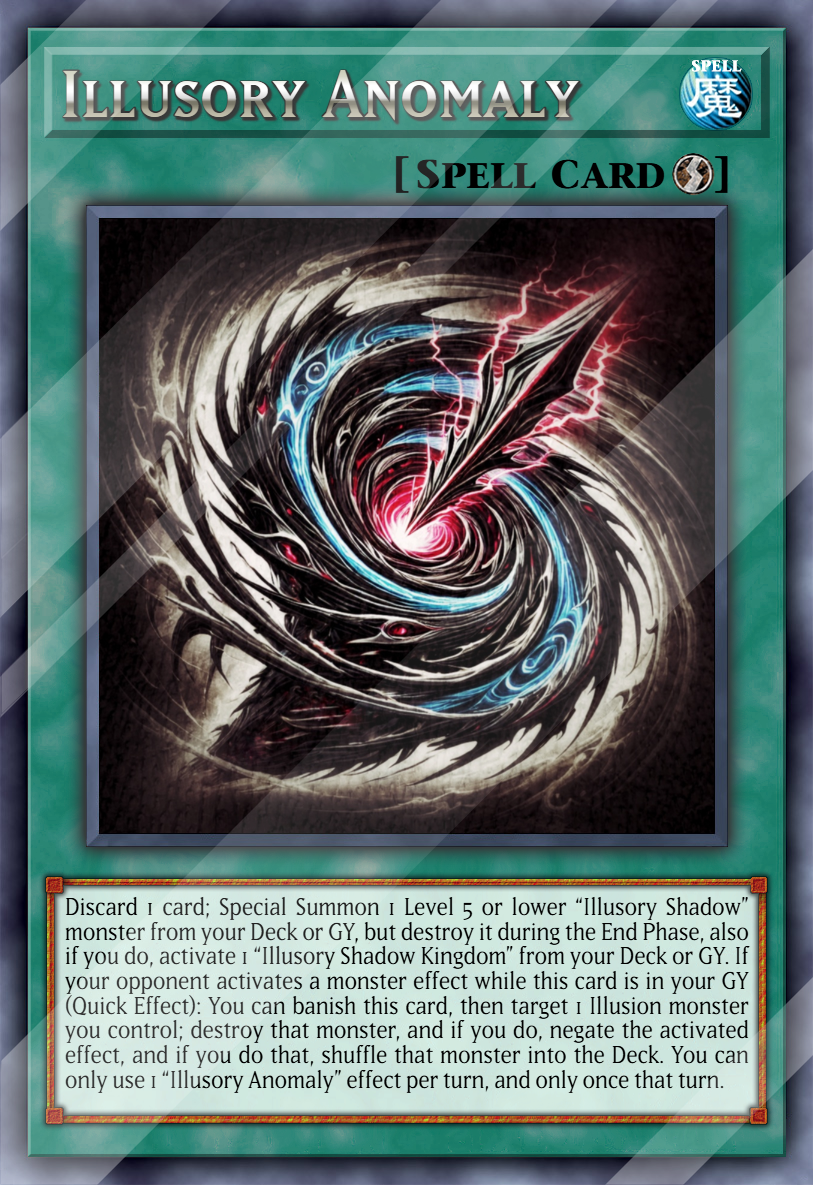 Illusory Anomaly
SPELL
魔
[Spell Card]
Discard 1 card; Special Summon 1 Level 5 or lower “Illusory Shadow”
monster from your Deck or GY, but destroy it during the End Phase, also
if you do, activate 1 “Illusory Shadow Kingdom” from your Deck or GY. If
your opponent activates a monster effect while this card is in your GY
(Quick Effect): You can banish this card, then target 1 Illusion monster
you control; destroy that monster, and if you do, negate the activated
effect, and if you do that, shuffle that monster into the Deck. You can
only use 1 “Illusory Anomaly” effect per turn, and only once that turn.